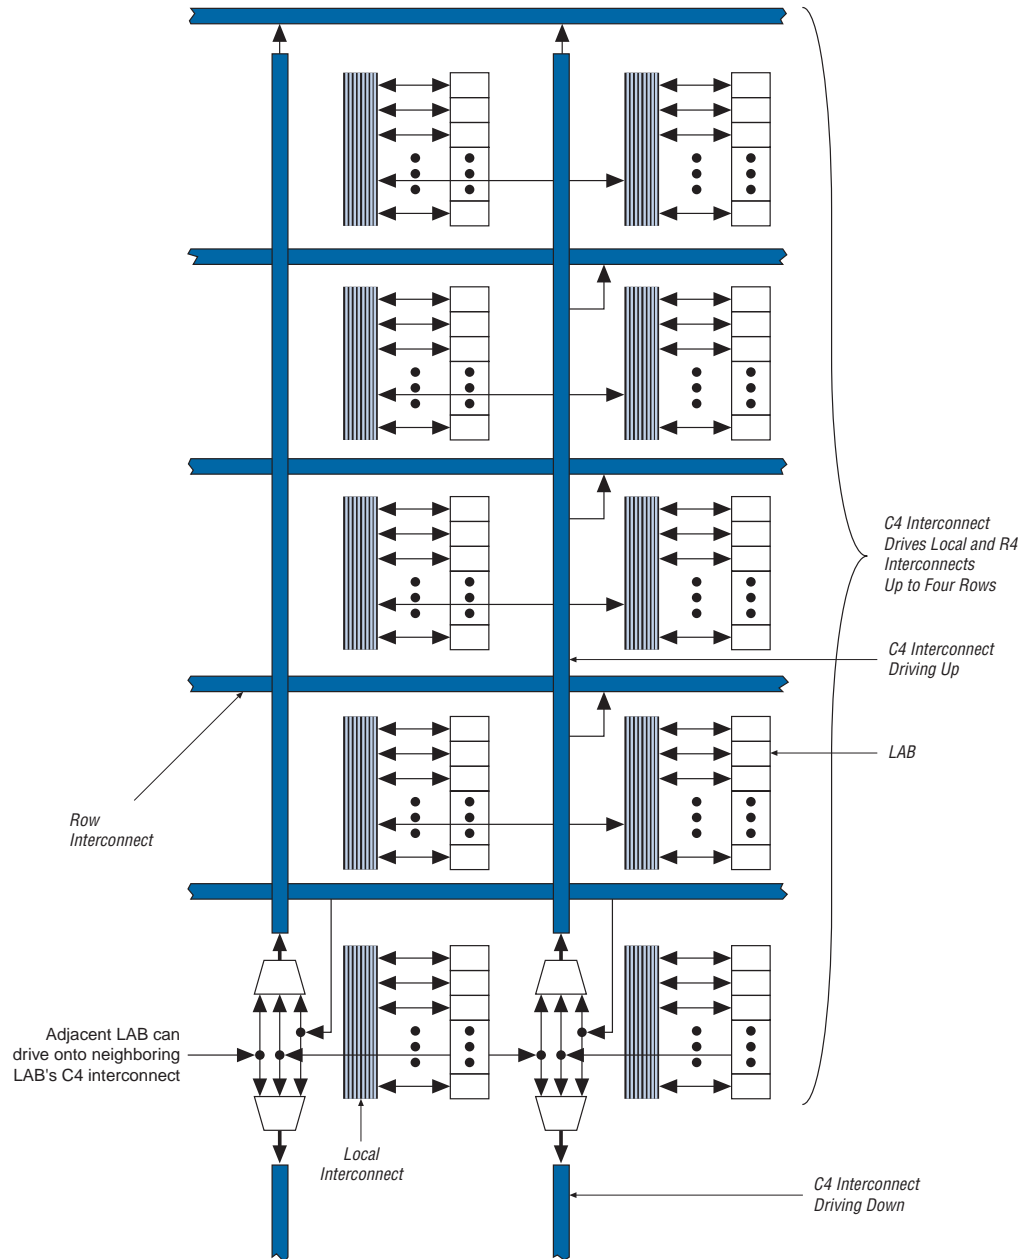 C4 Interconnect
Drives Local and R4
Interconnects
Up to Four Rows
C4 Interconnect
Driving Up
LAB
Row
Interconnect
Adjacent LAB can
drive onto neighboring
LAB's C4 interconnect
Local
Interconnect
C4 Interconnect
Driving Down